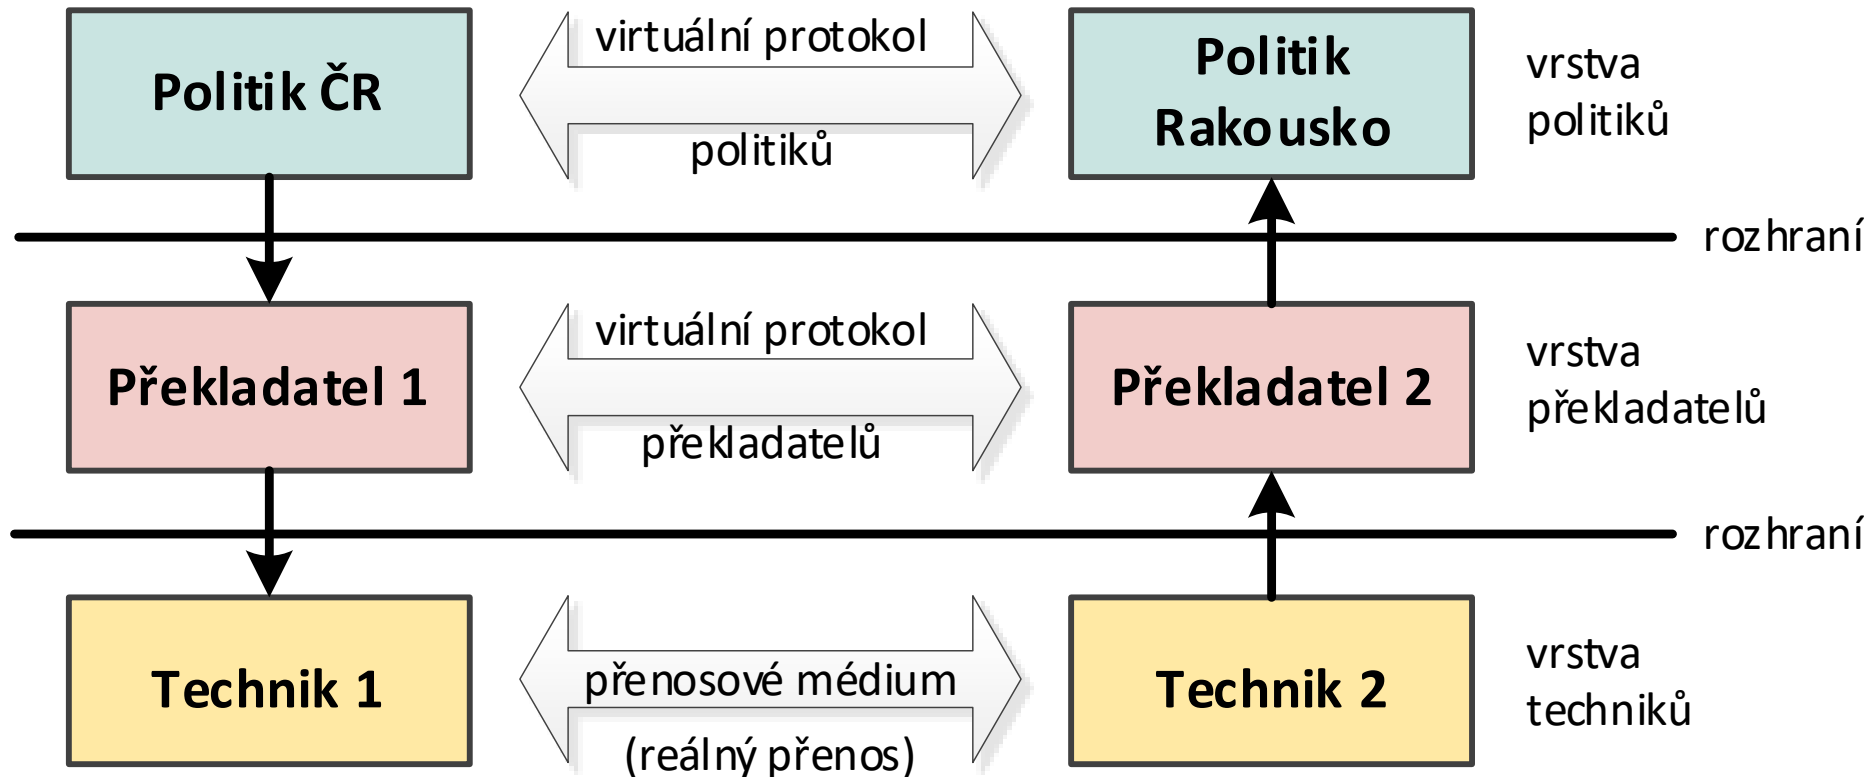 Politik ČR
virtuální protokol
politiků
Politik
Rakousko
vrstva
politiků
rozhraní
Překladatel 1
virtuální protokol
překladatelů
Překladatel 2
vrstva
překladatelů
rozhraní
Technik 1
přenosové médium
(reálný přenos)
Technik 2
vrstva
techniků